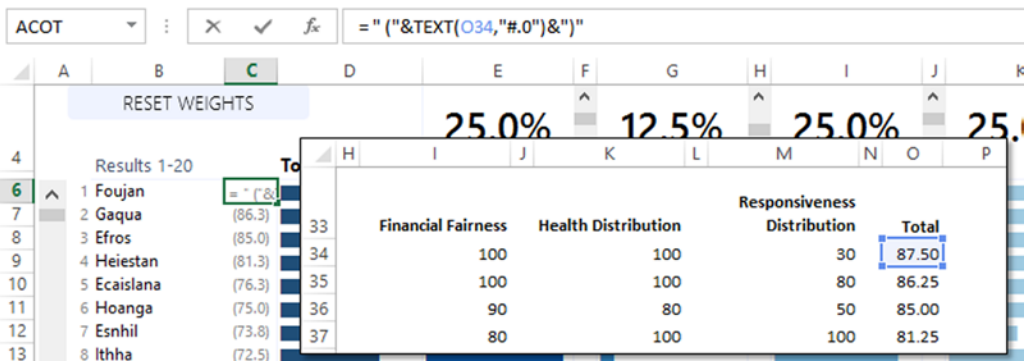 ACOT fx =" ("&TEXT(O34,"#.0")&")"
A B C D E F G H I J K
RESET WEIGHTS
25.0% 12.5% 25.0% 25.
4 Results 1-20 To
6 1 Foujan = " ("&
7 2 Gaqua (86.3)
8 3 Efros (85.0)
9 4 Heiestan (81.3)
10 5 Ecaislana (76.3)
11 6 Hoanga (75.0)
12 7 Esnhil (73.8)
13 8 Ithha (72.5)
H I J K L M N O P
33 Financial Fairness Health Distribution Responsiveness
Distribution Total
34 100 100 30 87.50
35 100 100 80 86.25
36 90 80 50 85.00
37 80 100 100 81.25